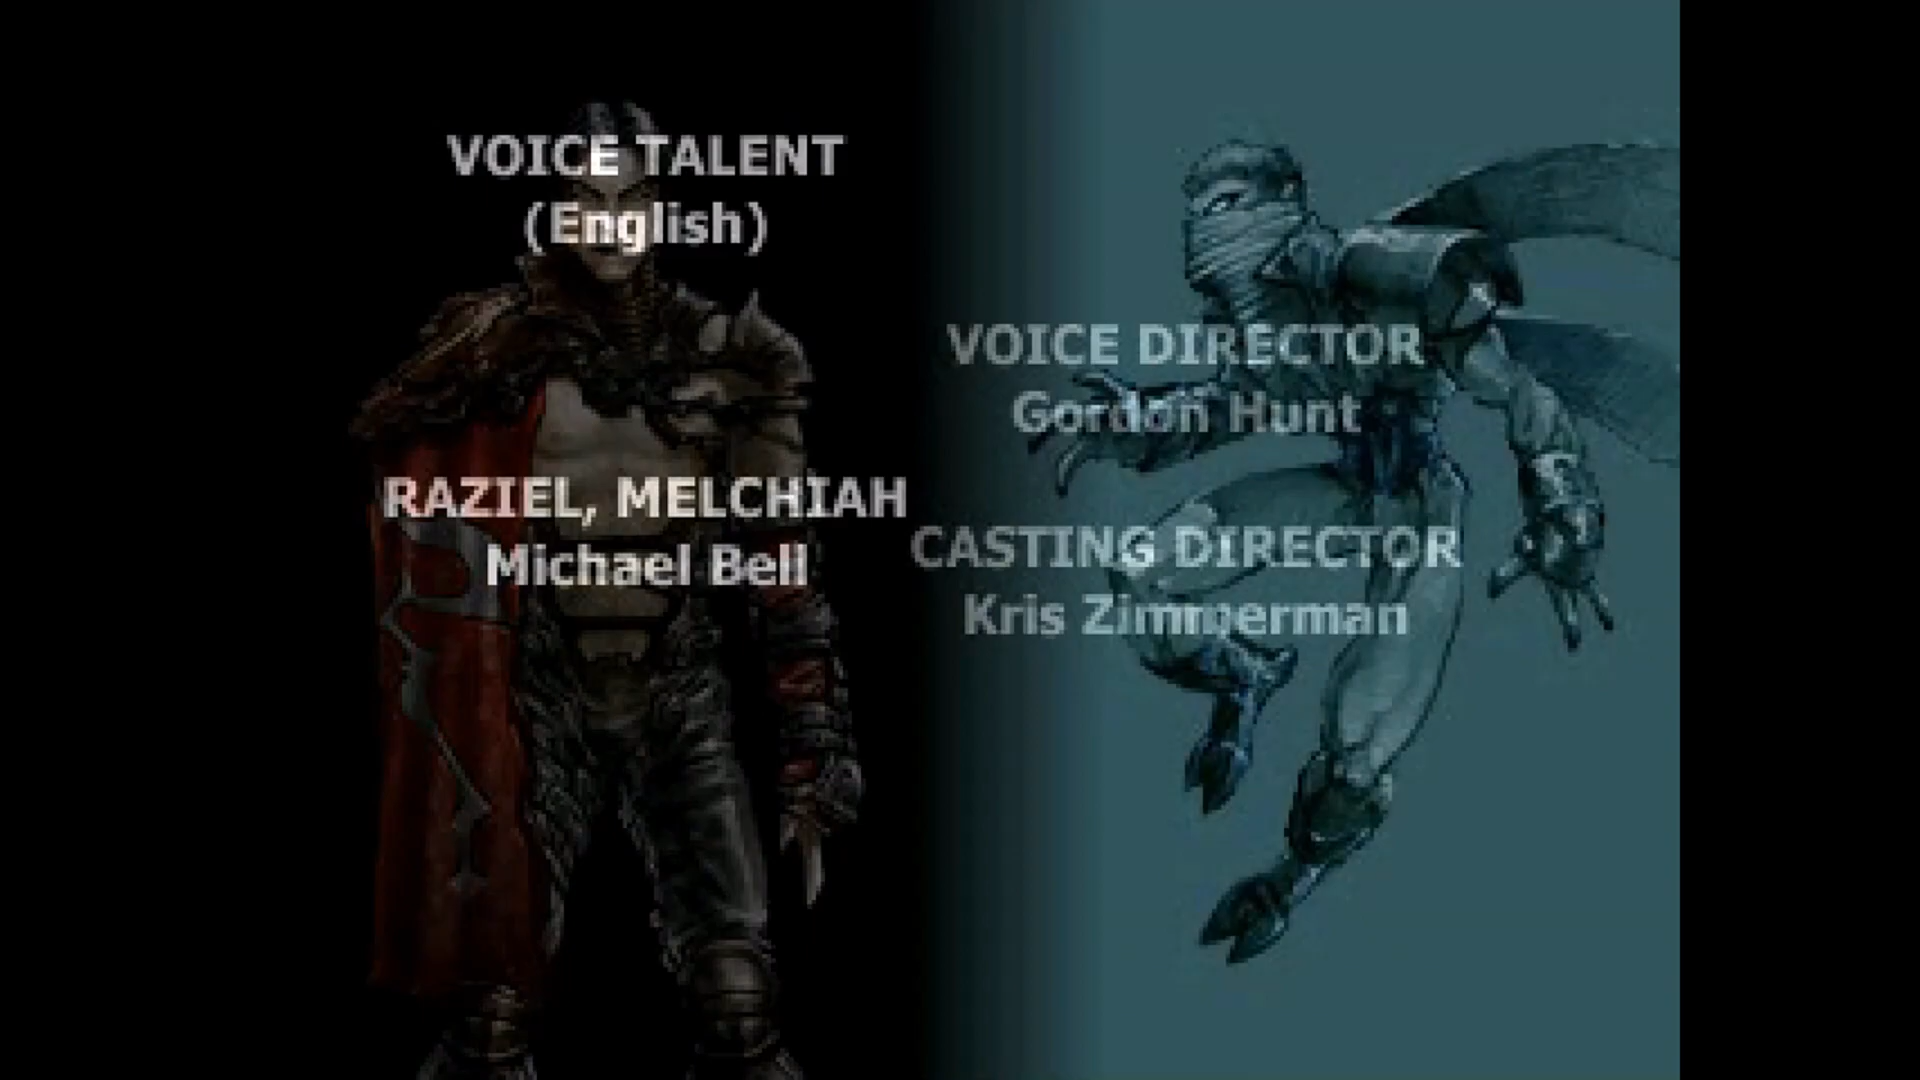 VOICE TALENT
(English)
RAZIEL, MELCHIAH
Michael Bell
VOICE DIRECTOR
Gordon Hunt
CASTING DIRECTOR
Kris Zimmerman